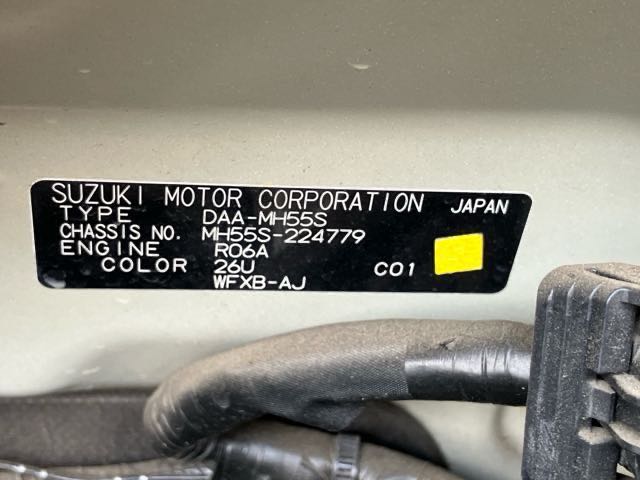 SUZUKI MOTOR CORPORATION JAPAN
TYPE DAA-MH55S
CHASSIS NO. MH55S-224779
ENGINE R06A
COLOR 26U C01
WFXB-AJ